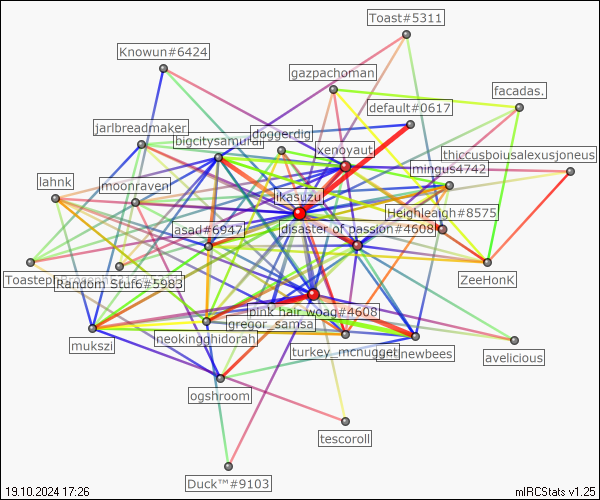 Toast#5311
Knowun#6424
gazpachoman
facadas.
default#0617
jarlbreadmaker
doggerdig
bigcitysamurai
xenoyaut
thiccusboiusalexusjoneus
mingus4742
lahnk
moonraven
ikasuzu
Heighleaigh#8575
asad#6947
disaster of passion#4608
Random Stuf6#5983
ZeeHonK
pink hair woag#4608
gregor_samsa
mukszi
neokingghidorah
turkey_mcnugget
avelicious
ogshroom
tescoroll
Duck™#9103
19.10.2024 17:26
mIRCStats v1.25